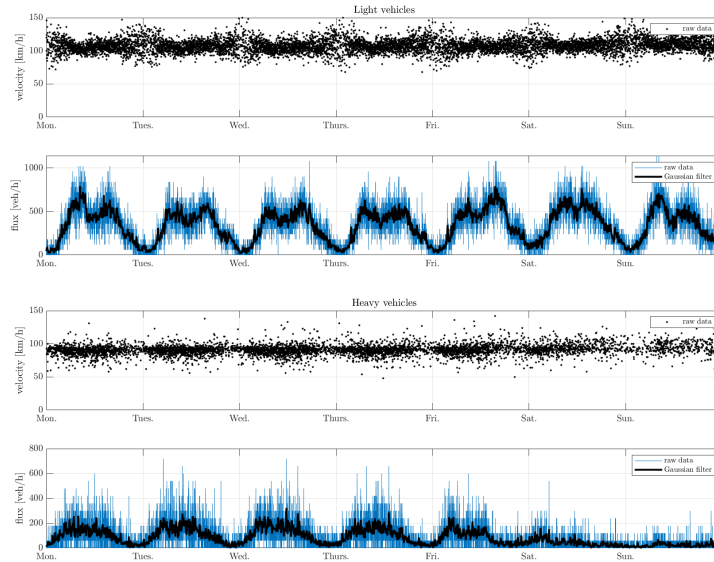 Light vehicles
150
100
50
0
velocity [km/h]
raw data
Mon. Tues. Wed. Thurs. Fri. Sat. Sun.
1000
500
0
flux [veh/h]
raw data
Gaussian filter
Mon. Tues. Wed. Thurs. Fri. Sat. Sun.
Heavy vehicles
150
100
50
0
velocity [km/h]
raw data
Mon. Tues. Wed. Thurs. Fri. Sat. Sun.
800
600
400
200
0
flux [veh/h]
raw data
Gaussian filter
Mon. Tues. Wed. Thurs. Fri. Sat. Sun.